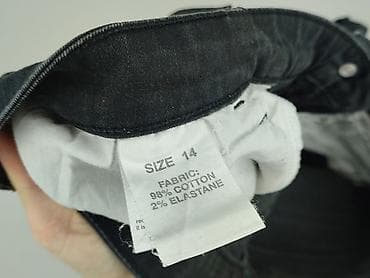 SIZE 14
FABRIC:
98% COTTON
2% ELASTANE